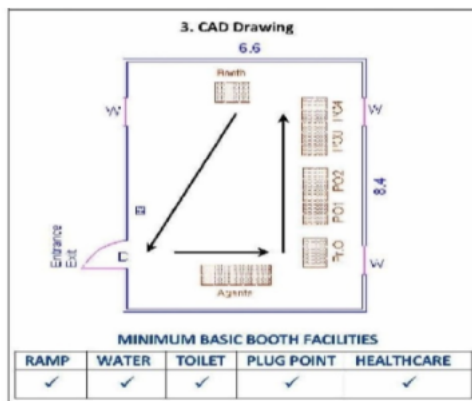 3. CAD Drawing
6.6
Booth
W
W
PO3 PO4
8.4
PO1 PO2
Entrance
Exit
D
Pr.O
W
Agents
MINIMUM BASIC BOOTH FACILITIES
RAMP WATER TOILET PLUG POINT HEALTHCARE
✓ ✓ ✓ ✓ ✓